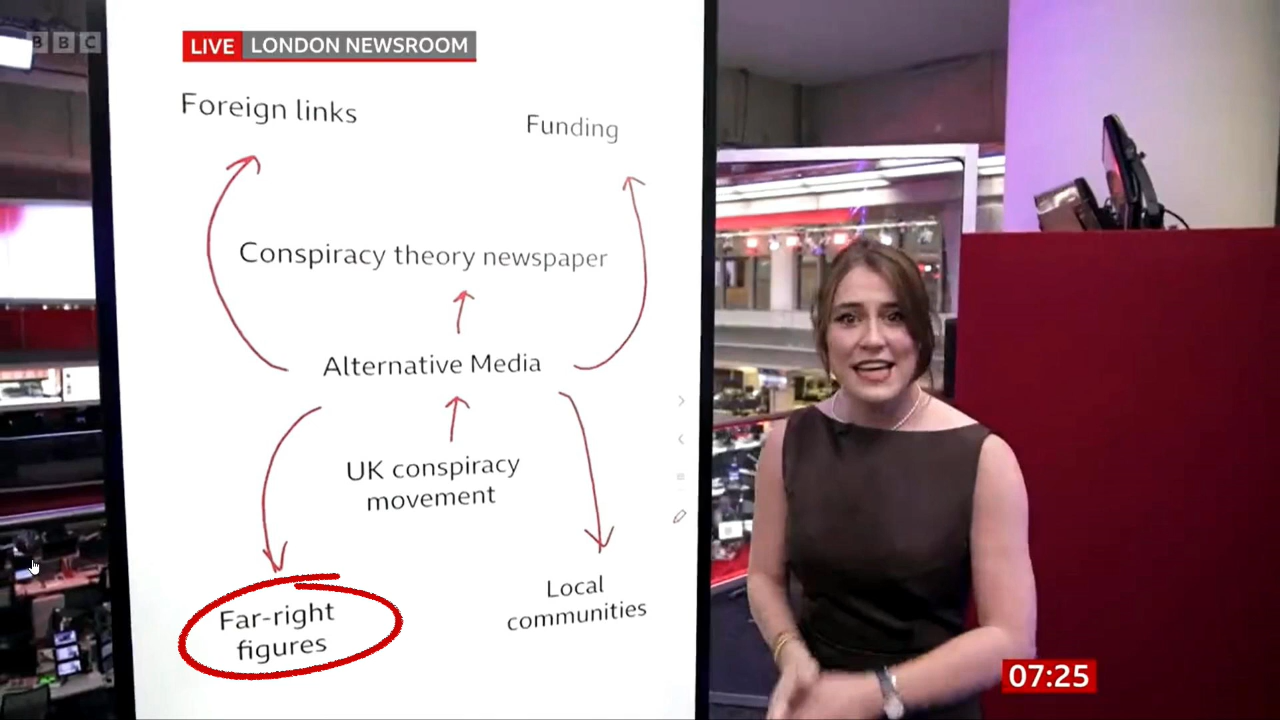 BBC
LIVE LONDON NEWSROOM
Foreign links
Funding
Conspiracy theory newspaper
Alternative Media
UK conspiracy
movement
Far-right
figures
Local
communities
07:25